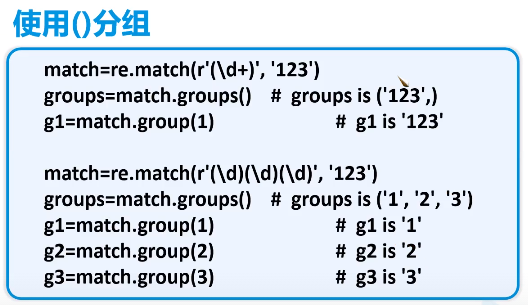 使用()分组
match=re.match(r'(\d+)', '123')
groups=match.groups() # groups is ('123',)
g1=match.group(1) # g1 is '123'
match=re.match(r'(\d)(\d)(\d)', '123')
groups=match.groups() # groups is ('1', '2', '3')
g1=match.group(1) # g1 is '1'
g2=match.group(2) # g2 is '2'
g3=match.group(3) # g3 is '3'